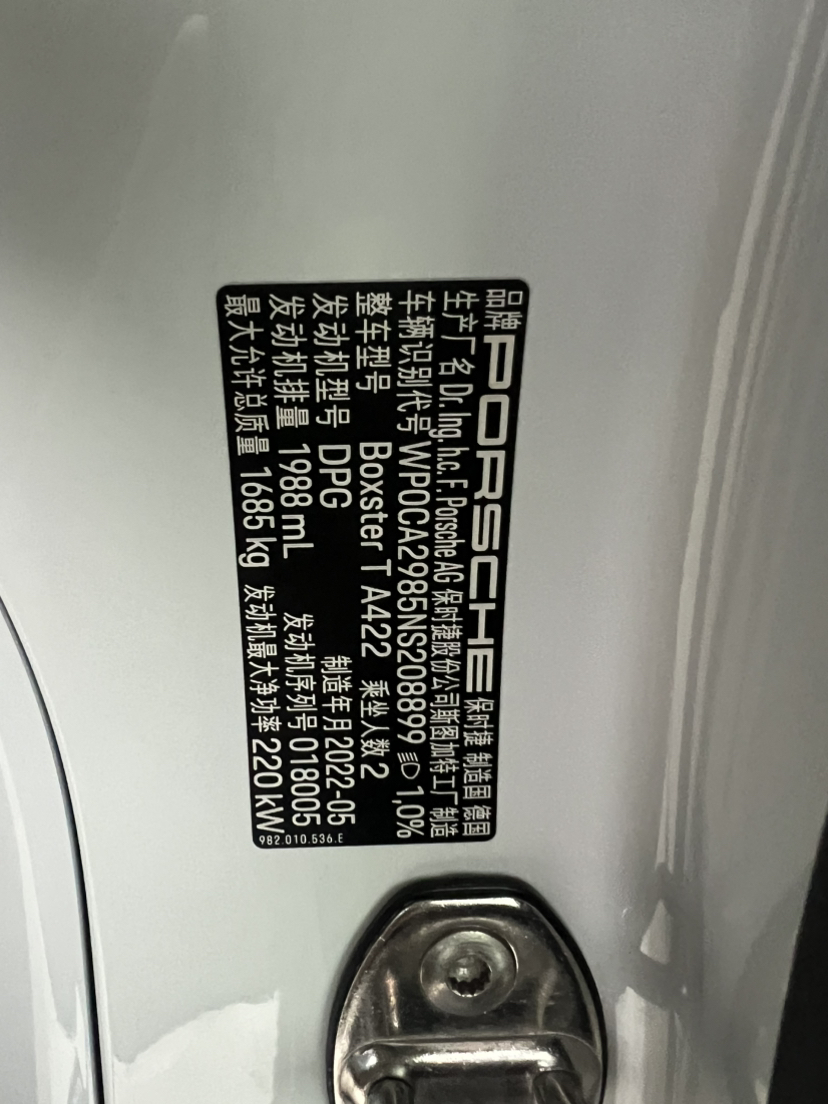 品牌 PORSCHE 保时捷 制造国 德国
生产厂名 Dr. Ing. h.c. F. Porsche AG 保时捷股份公司斯图加特工厂制造
车辆识别代号 WP0CA2985NS208899 1,0%
整车型号 Boxster T A422 乘坐人数 2
发动机型号 DPG 制造年月 2022-05
发动机排量 1988 mL 发动机序列号 018005
最大允许总质量 1685 kg 发动机最大净功率 220 kW
982.010.536.E